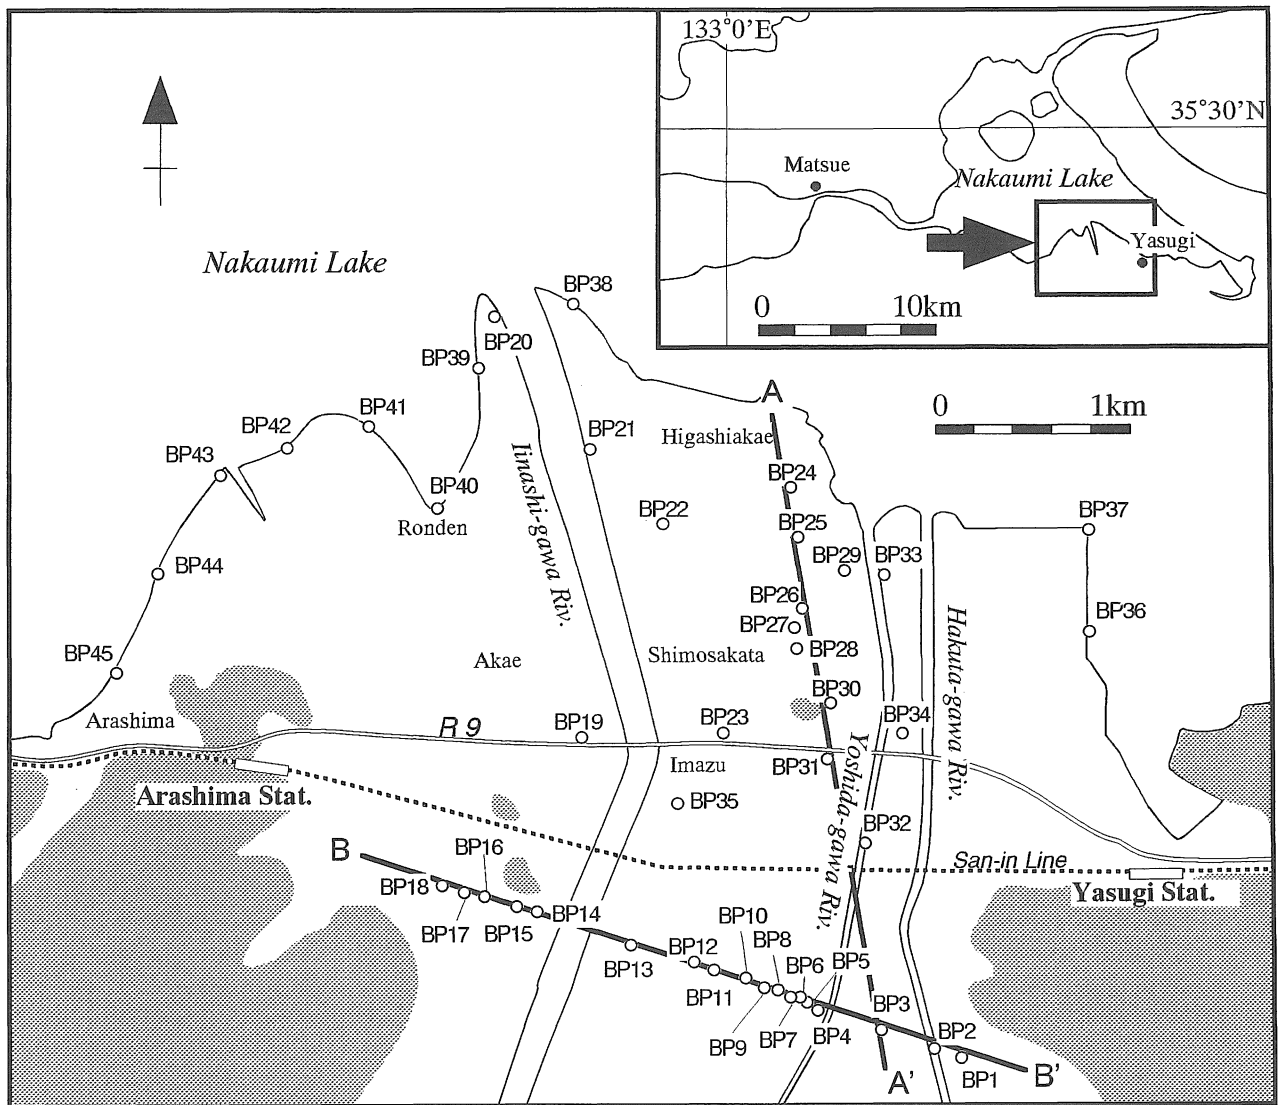 133°0'E
35°30'N
Matsue
Nakaumi Lake
Yasugi
0 10km
Nakaumi Lake
BP38
BP20
BP39
A
0 1km
BP41
BP42
BP21
Higashiakae
BP43
BP24
BP40
Ronden
Iinashi-gawa Riv.
BP22
BP25
BP37
BP29
BP33
BP44
BP26
BP36
BP27
Hakuta-gawa Riv.
BP45
Akae
Shimosakata
BP28
BP30
Arashima
R 9
BP19
BP23
BP34
Imazu
BP31
Yoshida-gawa Riv.
Arashima Stat.
BP35
BP32
B
BP16
San-in Line
BP18
Yasugi Stat.
BP14
BP10
BP17
BP15
BP12
BP8
BP13
BP6
BP5
BP11
BP3
BP9
BP7
BP4
BP2
A'
BP1
B'